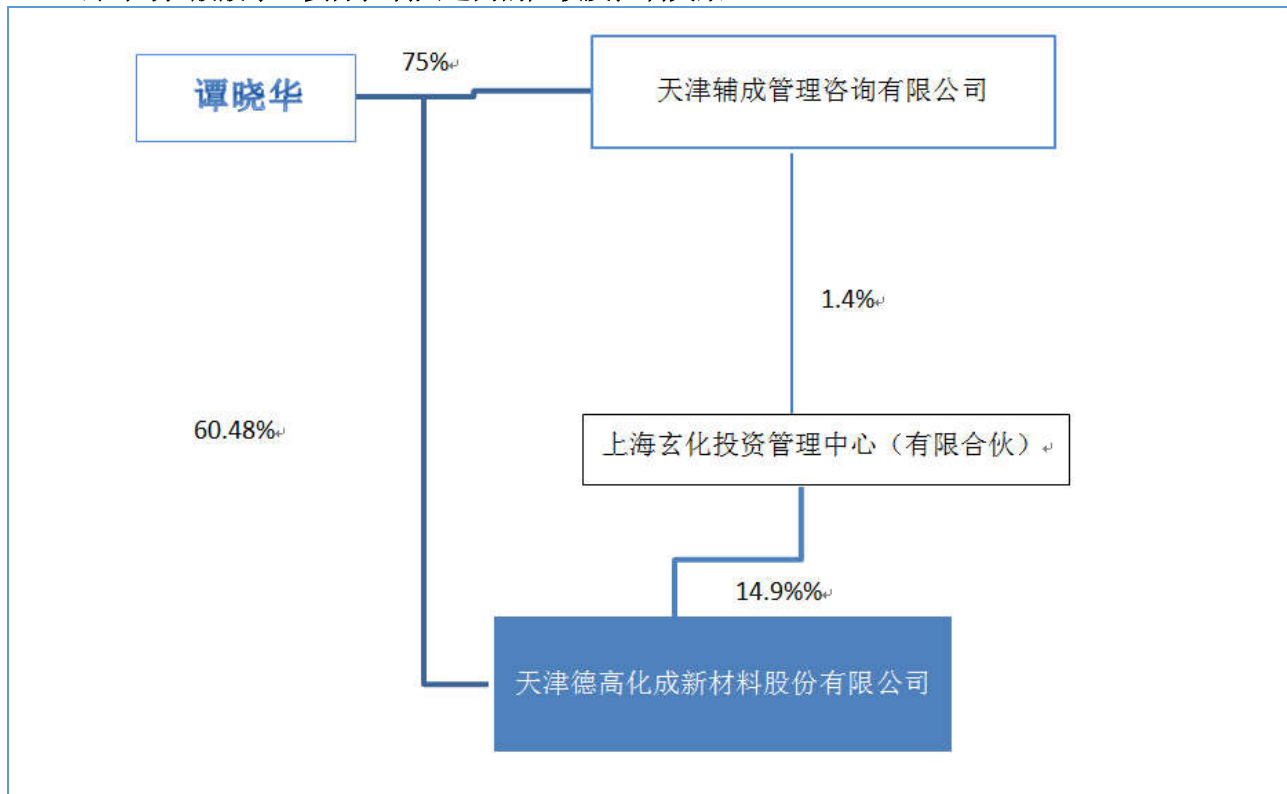 75%
谭晓华
天津辅成管理咨询有限公司
1.4%
60.48%
上海玄化投资管理中心（有限合伙）
14.9%%
天津德高化成新材料股份有限公司